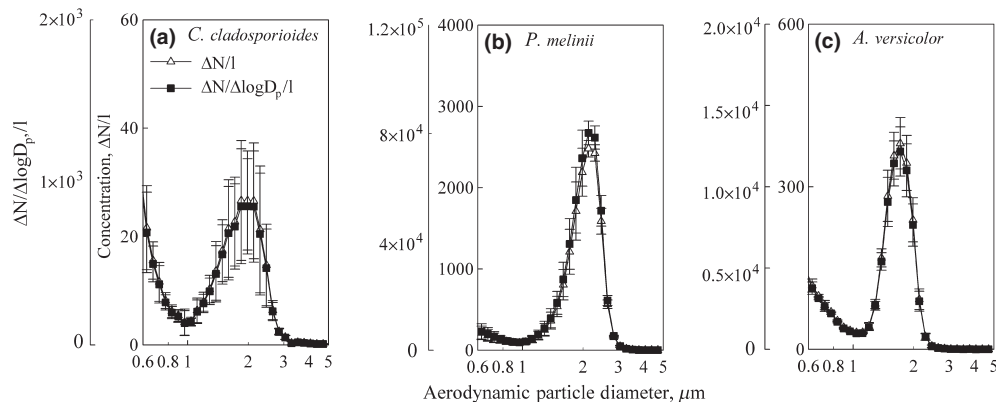 (a) C. cladosporioides
ΔN/l
ΔN/ΔlogDp/l
ΔN/ΔlogDp,/l
2×10³
1×10³
0
Concentration, ΔN/l
60
40
20
0
0.6 0.8 1 2 3 4 5
(b) P. melinii
1.2×10⁵
8×10⁴
4×10⁴
0
4000
3000
2000
1000
0
0.6 0.8 1 2 3 4 5
(c) A. versicolor
2.0×10⁴
1.5×10⁴
1.0×10⁴
0.5×10⁴
0
600
300
0
0.6 0.8 1 2 3 4 5
Aerodynamic particle diameter, μm